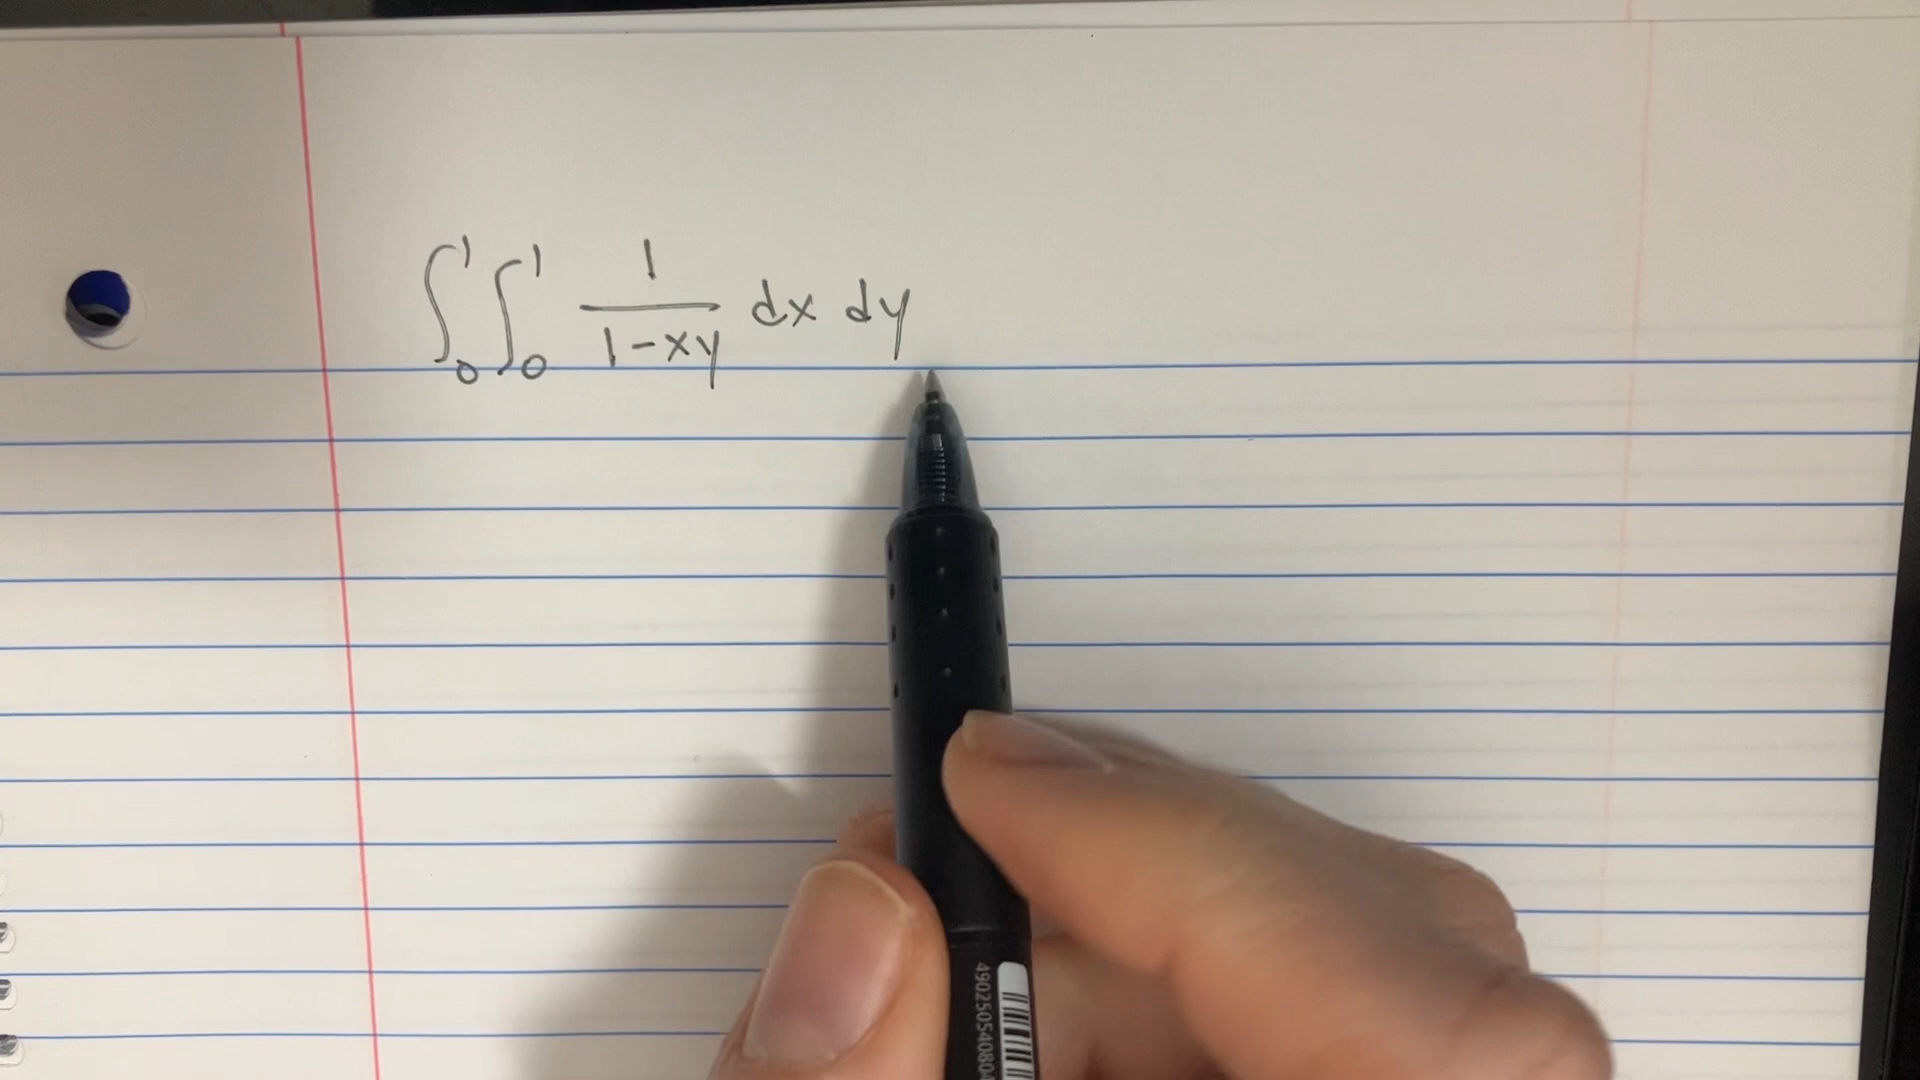 ∫₀¹ ∫₀¹ 1/(1-xy) dx dy